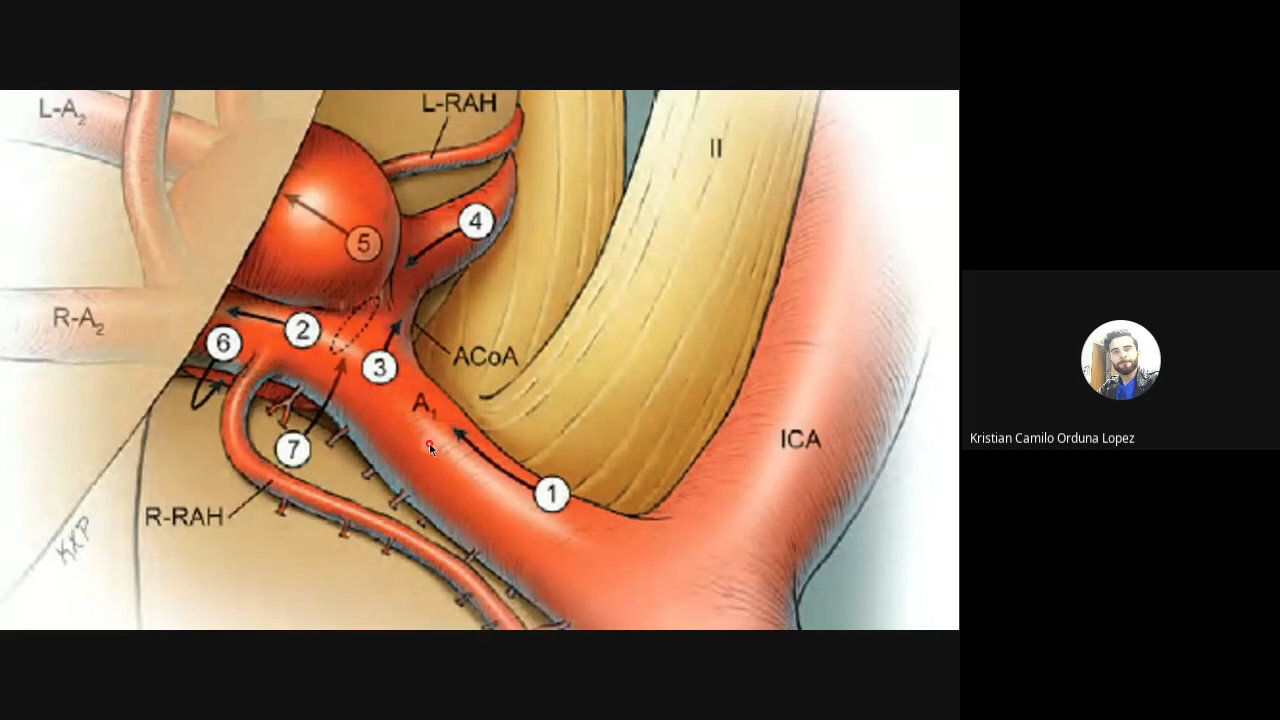 L-RAH
L-A₂
II
4
5
R-A₂
2
6
ACoA
3
A₁
7
ICA
1
R-RAH
KXP
Kristian Camilo Orduna Lopez